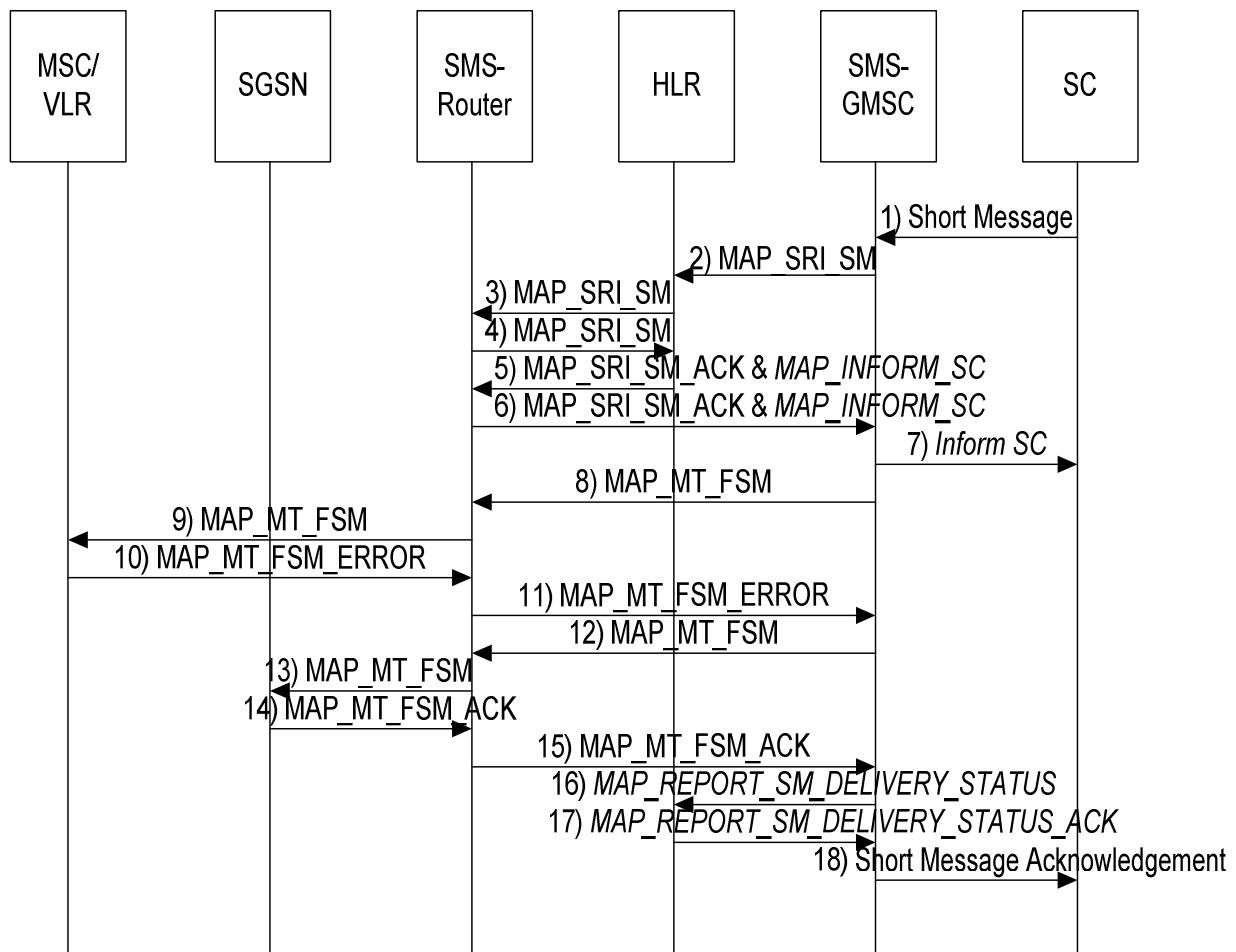 MSC/
VLR
SGSN
SMS-
Router
HLR
SMS-
GMSC
SC
1) Short Message
2) MAP_SRI_SM
3) MAP_SRI_SM
4) MAP_SRI_SM
5) MAP_SRI_SM_ACK & MAP_INFORM_SC
6) MAP_SRI_SM_ACK & MAP_INFORM_SC
7) Inform SC
8) MAP_MT_FSM
9) MAP_MT_FSM
10) MAP_MT_FSM_ERROR
11) MAP_MT_FSM_ERROR
12) MAP_MT_FSM
13) MAP_MT_FSM
14) MAP_MT_FSM_ACK
15) MAP_MT_FSM_ACK
16) MAP_REPORT_SM_DELIVERY_STATUS
17) MAP_REPORT_SM_DELIVERY_STATUS_ACK
18) Short Message Acknowledgement